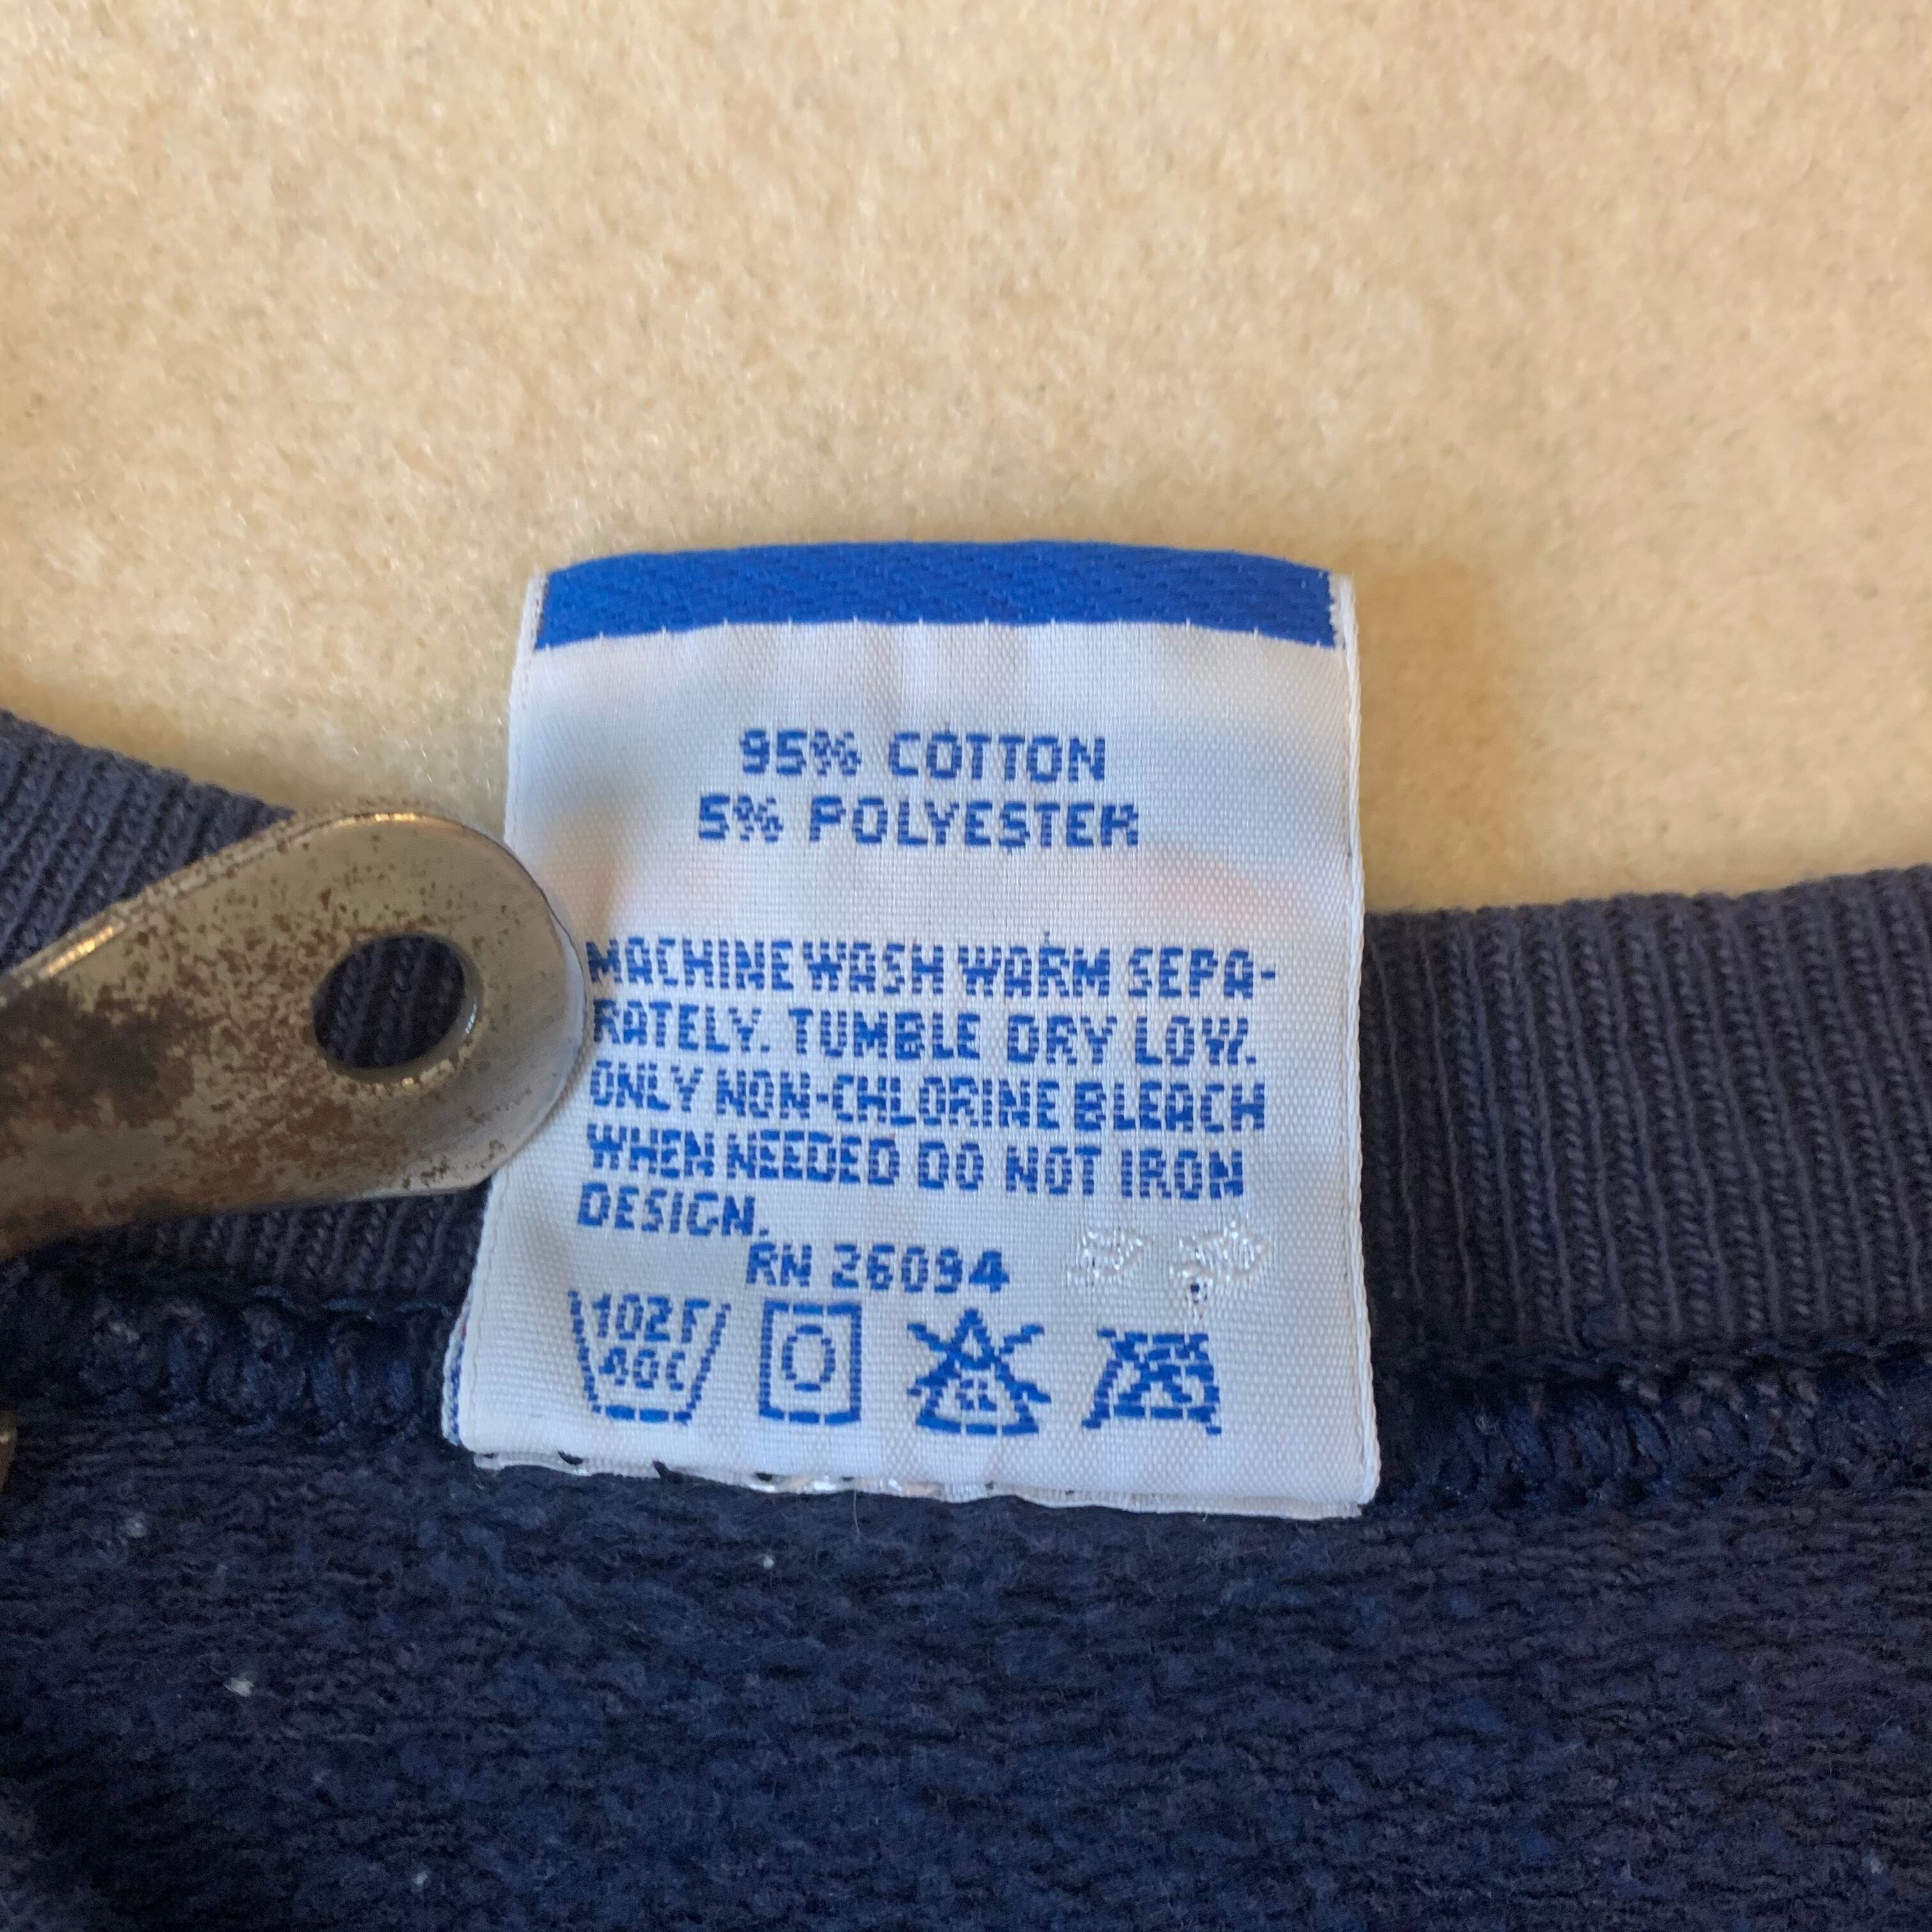 95% COTTON
5% POLYESTER
MACHINE WASH WARM SEPA-
RATELY. TUMBLE DRY LOW.
ONLY NON-CHLORINE BLEACH
WHEN NEEDED DO NOT IRON
DESIGN.
RN 26094
102F
40C
CL